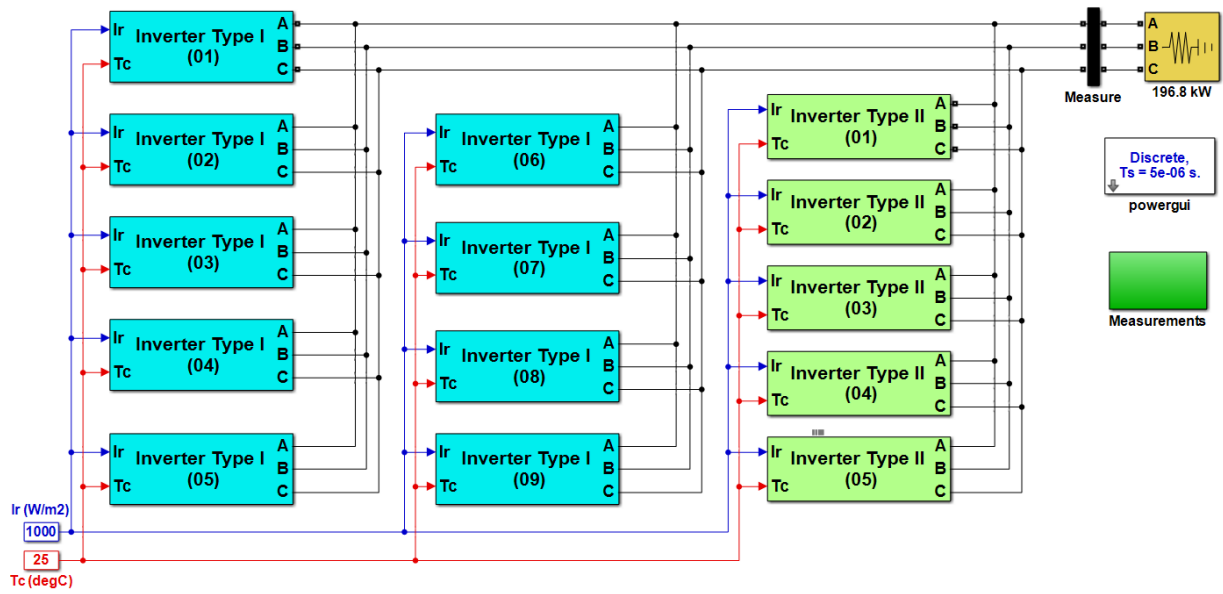 Ir
Inverter Type I
(01)
Tc
A
B
C
Ir
Inverter Type I
(02)
Tc
A
B
C
Ir
Inverter Type I
(03)
Tc
A
B
C
Ir
Inverter Type I
(04)
Tc
A
B
C
Ir
Inverter Type I
(05)
Tc
A
B
C
Ir
Inverter Type I
(06)
Tc
A
B
C
Ir
Inverter Type I
(07)
Tc
A
B
C
Ir
Inverter Type I
(08)
Tc
A
B
C
Ir
Inverter Type I
(09)
Tc
A
B
C
Ir
Inverter Type II
(01)
Tc
A
B
C
Ir
Inverter Type II
(02)
Tc
A
B
C
Ir
Inverter Type II
(03)
Tc
A
B
C
Ir
Inverter Type II
(04)
Tc
A
B
C
Ir
Inverter Type II
(05)
Tc
A
B
C
Measure
A
B
C
196.8 kW
Discrete,
Ts = 5e-06 s.
powergui
Measurements
Ir (W/m2)
1000
25
Tc (degC)